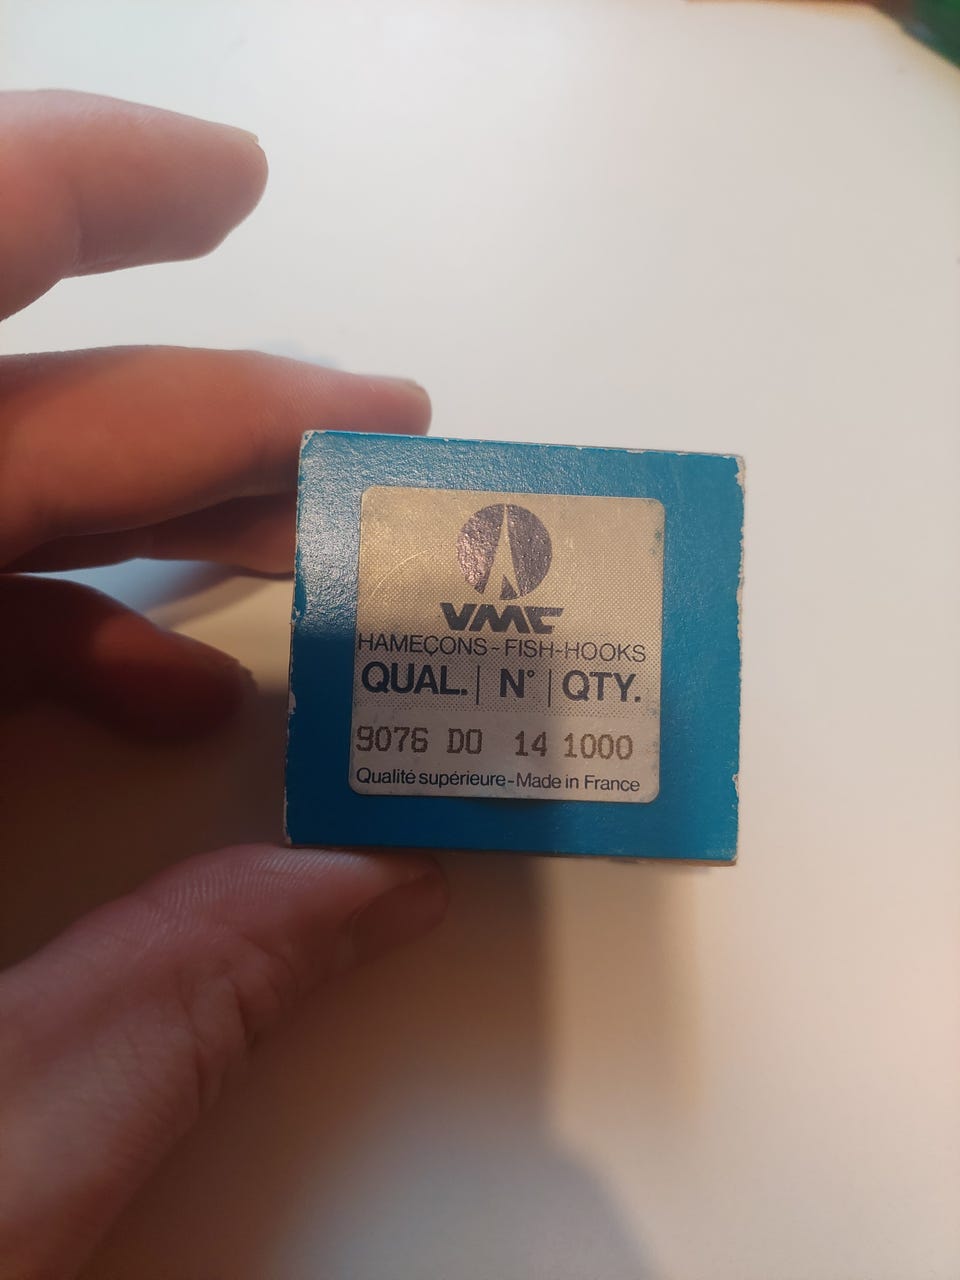 VMC
HAMEÇONS-FISH-HOOKS
QUAL. | N° | QTY.
9076 DO 14 1000
Qualité supérieure-Made in France